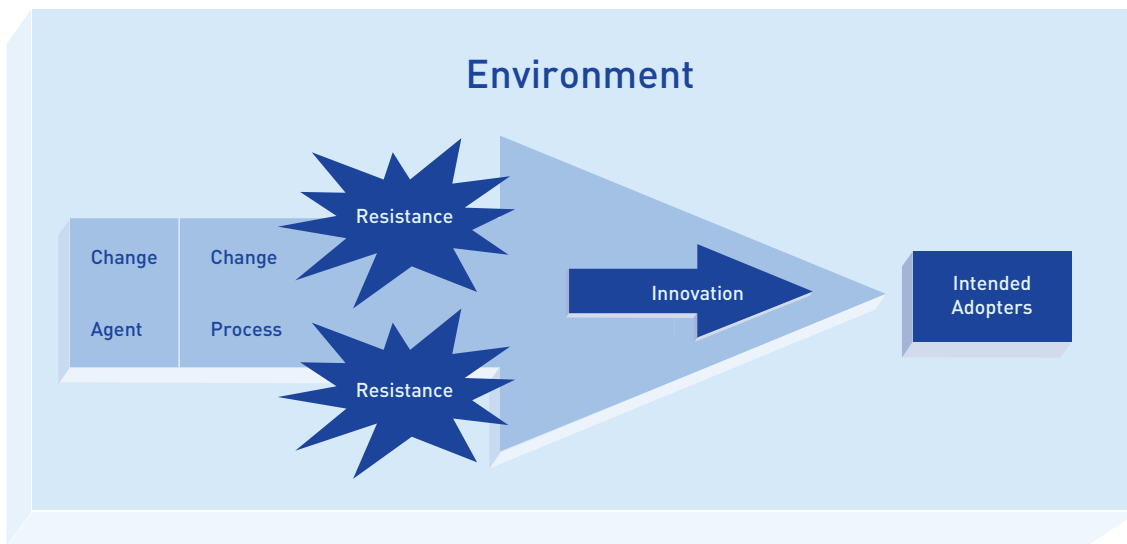 Environment
Resistance
Change
Agent
Change
Process
Resistance
Innovation
Intended
Adopters